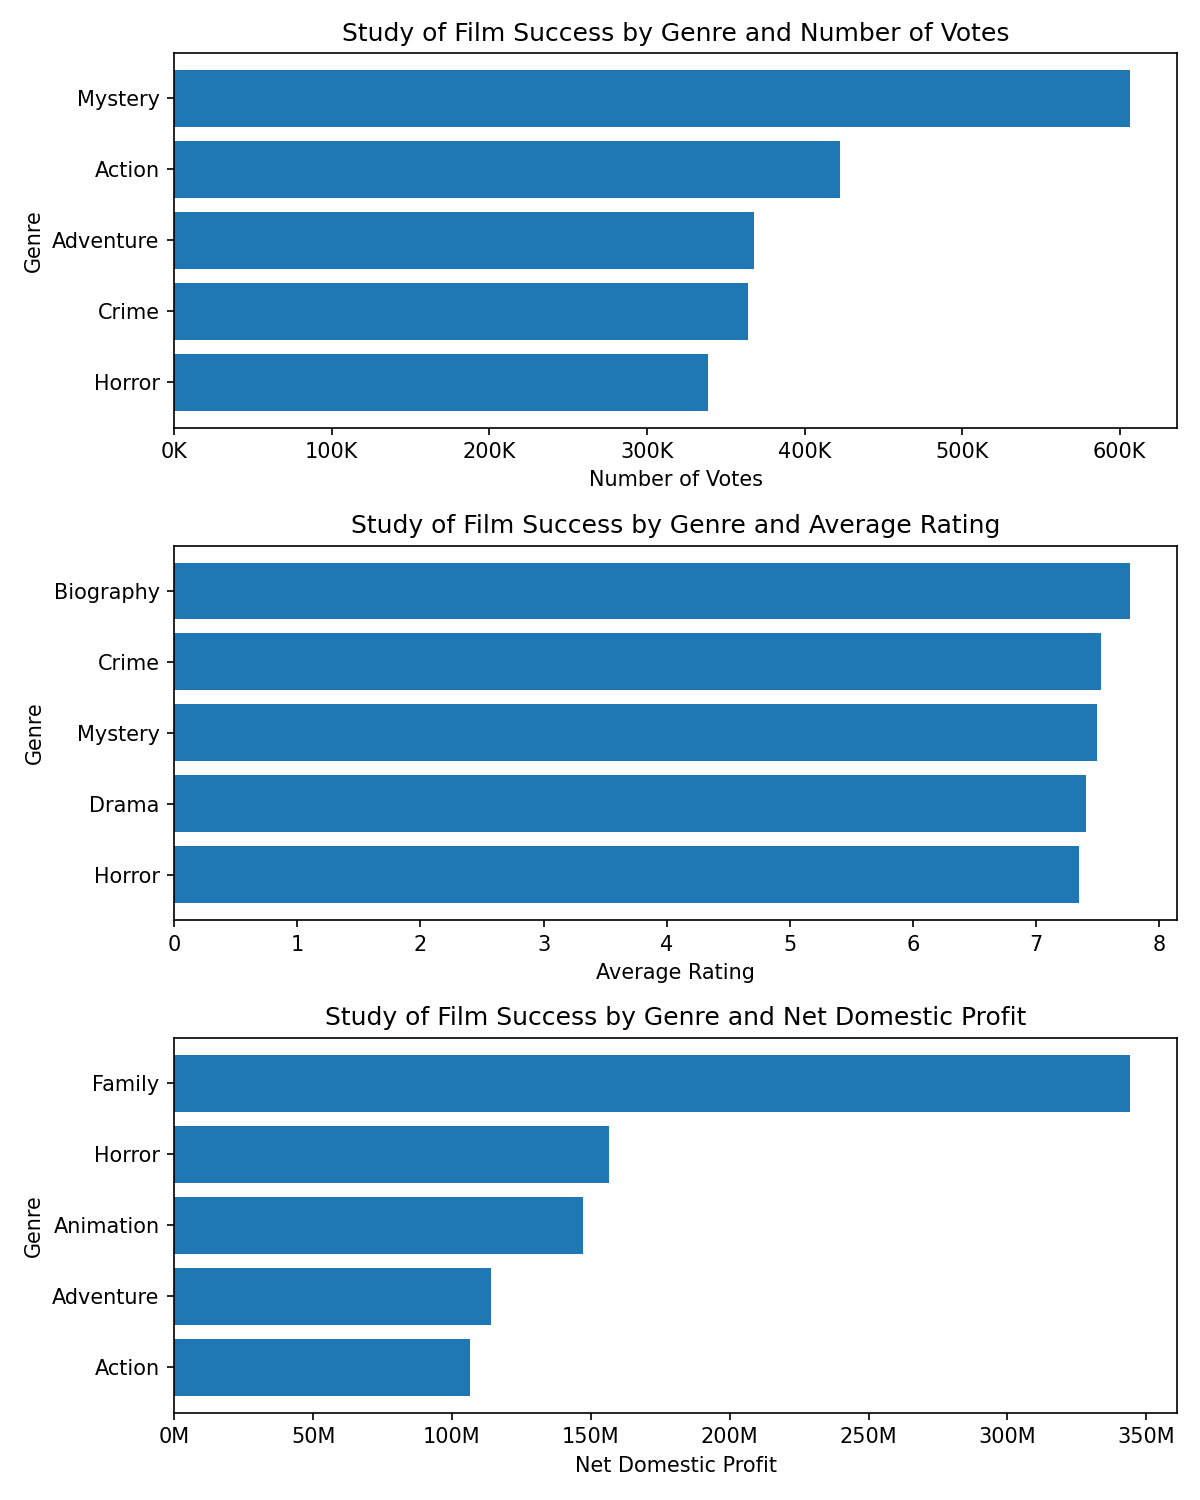 Study of Film Success by Genre and Number of Votes
Genre
Mystery
Action
Adventure
Crime
Horror
0K 100K 200K 300K 400K 500K 600K
Number of Votes
Study of Film Success by Genre and Average Rating
Genre
Biography
Crime
Mystery
Drama
Horror
0 1 2 3 4 5 6 7 8
Average Rating
Study of Film Success by Genre and Net Domestic Profit
Genre
Family
Horror
Animation
Adventure
Action
0M 50M 100M 150M 200M 250M 300M 350M
Net Domestic Profit